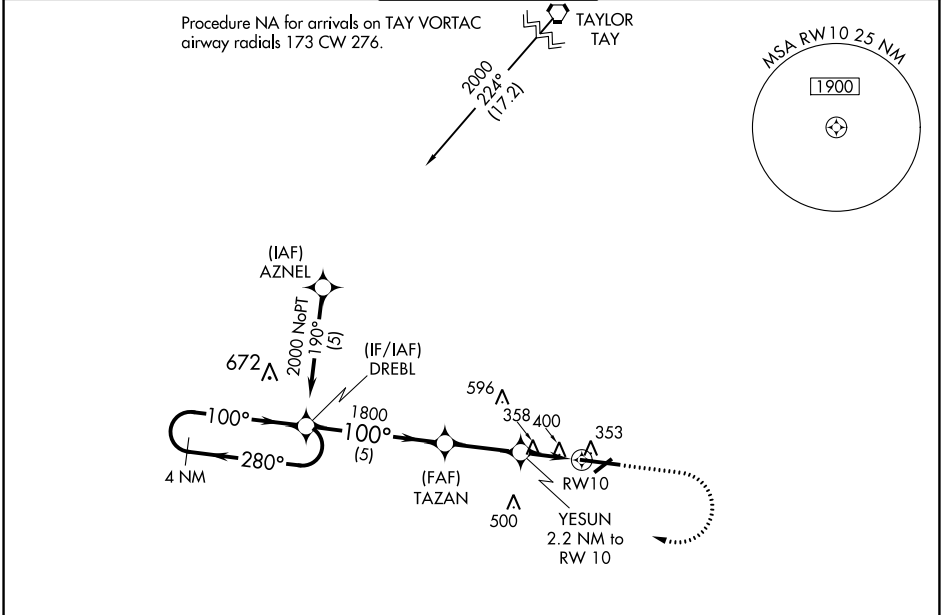 Procedure NA for arrivals on TAY VORTAC
airway radials 173 CW 276.
TAYLOR
TAY
2000
224°
(17.2)
MSA RW10 25 NM
1900
(IAF)
AZNEL
2000 NoPT
190°
(5)
672
(IF/IAF)
DREBL
100°
280°
4 NM
1800
100°
(5)
(FAF)
TAZAN
596
358
400
353
RW10
500
YESUN
2.2 NM to
RW 10